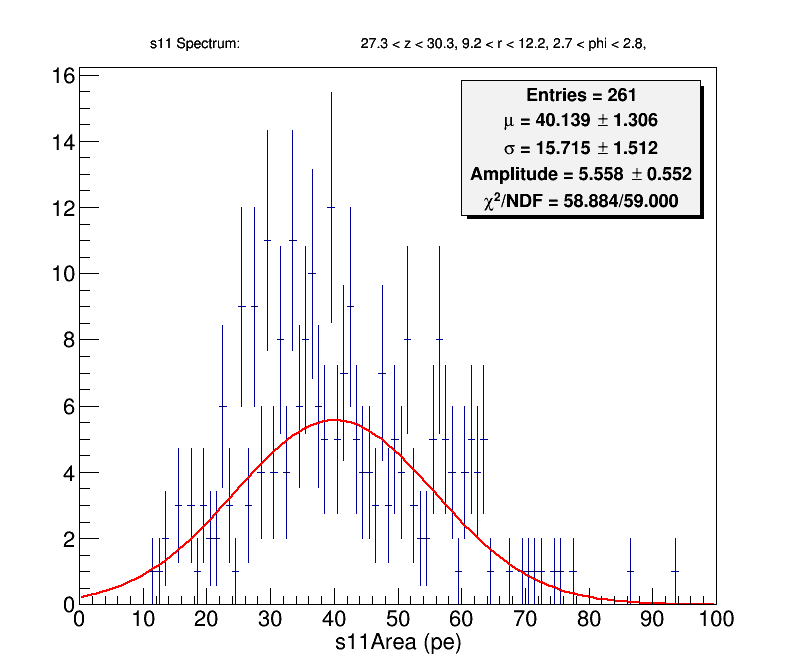 s11 Spectrum: 27.3 < z < 30.3, 9.2 < r < 12.2, 2.7 < phi < 2.8,
Entries = 261
μ = 40.139 ± 1.306
σ = 15.715 ± 1.512
Amplitude = 5.558 ± 0.552
χ²/NDF = 58.884/59.000
16
14
12
10
8
6
4
2
0
0 10 20 30 40 50 60 70 80 90 100
s11Area (pe)